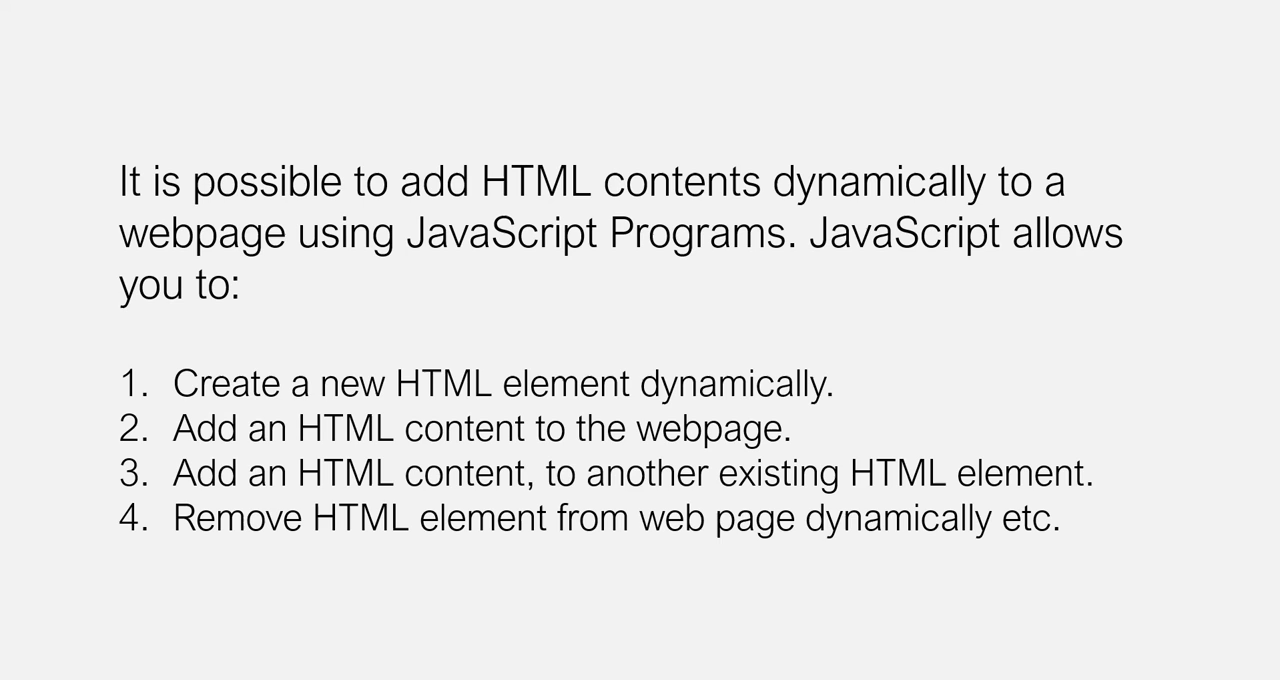 It is possible to add HTML contents dynamically to a
webpage using JavaScript Programs. JavaScript allows
you to:
1. Create a new HTML element dynamically.
2. Add an HTML content to the webpage.
3. Add an HTML content, to another existing HTML element.
4. Remove HTML element from web page dynamically etc.